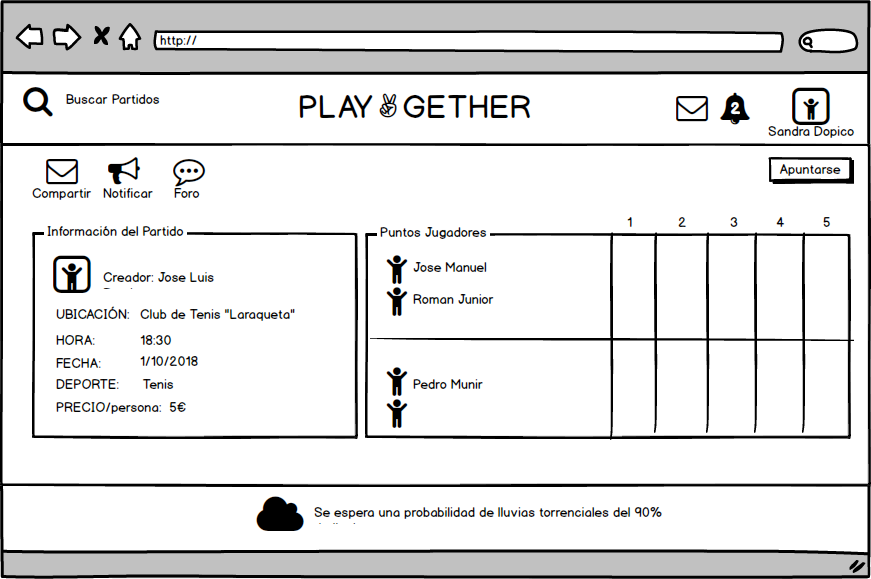 http://
Buscar Partidos
PLAY✌GETHER
2
Sandra Dopico
Compartir Notificar Foro
Apuntarse
Información del Partido
Creador: Jose Luis
UBICACIÓN: Club de Tenis "Laraqueta"
HORA: 18:30
FECHA: 1/10/2018
DEPORTE: Tenis
PRECIO/persona: 5€
Puntos Jugadores
1 2 3 4 5
Jose Manuel
Roman Junior
Pedro Munir
Se espera una probabilidad de lluvias torrenciales del 90%